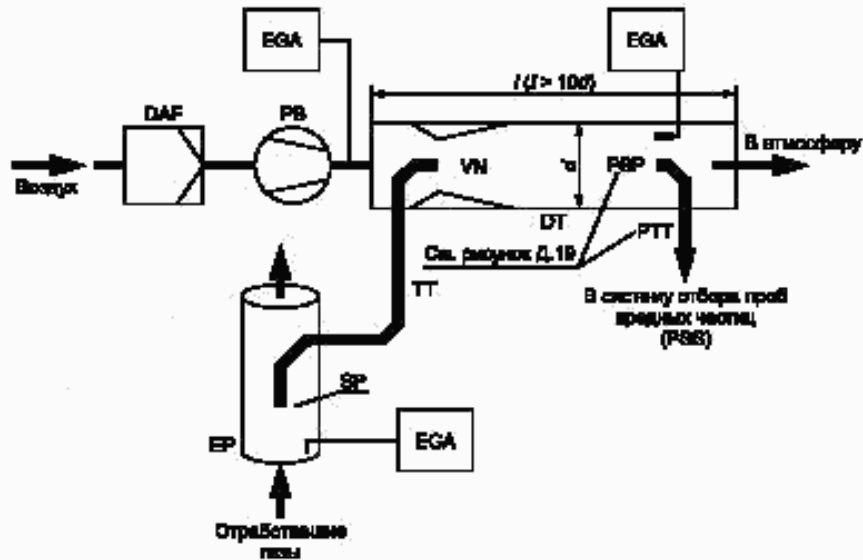 EGA
EGA
l (l > 10d)
DAF
PB
Воздух
VN
d
PSP
В атмосферу
DT
PTT
См. рисунок Д.19
TT
В систему отбора проб
вредных частиц
(PSS)
SP
EP
EGA
Отработавшие
газы